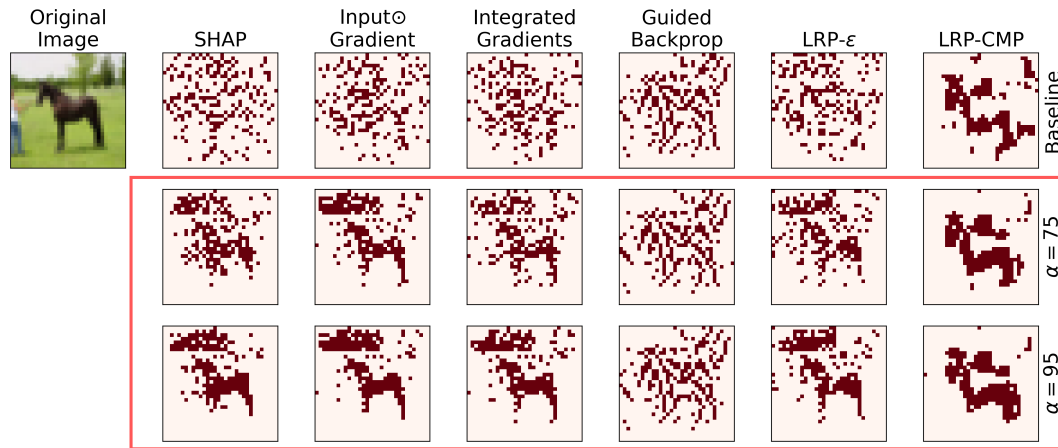 Original
Image
SHAP
Input⊙
Gradient
Integrated
Gradients
Guided
Backprop
LRP-ε
LRP-CMP
Baseline
α = 75
α = 95